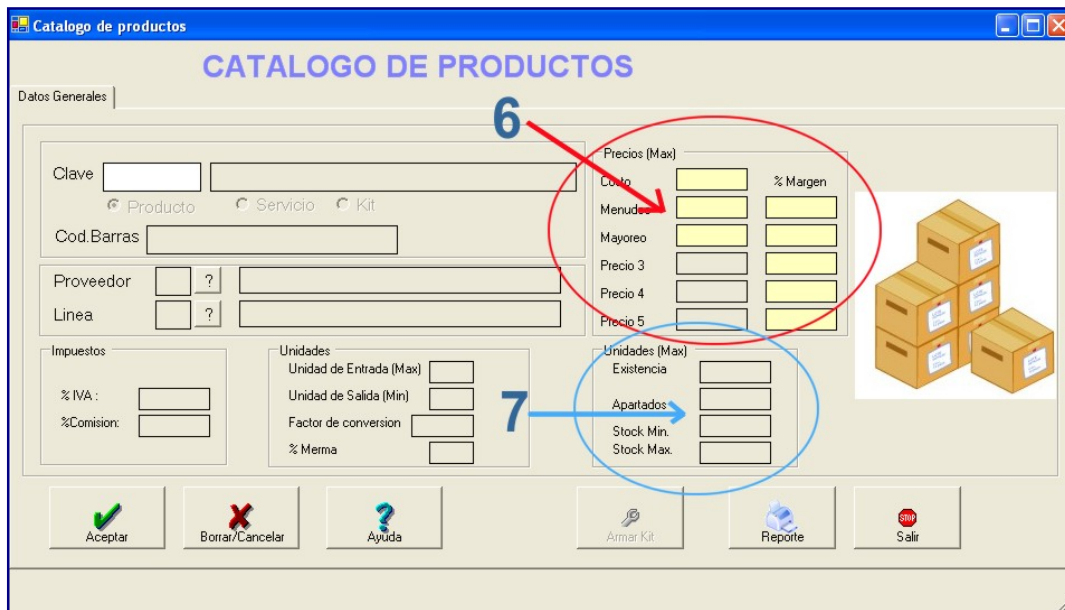 Catalogo de productos
CATALOGO DE PRODUCTOS
Datos Generales
6
Clave
Producto Servicio Kit
Cod.Barras
Proveedor ?
Linea ?
Precios (Max)
Costo % Margen
Menudeo
Mayoreo
Precio 3
Precio 4
Precio 5
Impuestos
% IVA :
%Comision:
Unidades
Unidad de Entrada (Max)
Unidad de Salida (Min)
Factor de conversion
% Merma
7
Unidades (Max)
Existencia
Apartados
Stock Min.
Stock Max.
Aceptar
Borrar/Cancelar
Ayuda
Armar Kit
Reporte
STOP
Salir